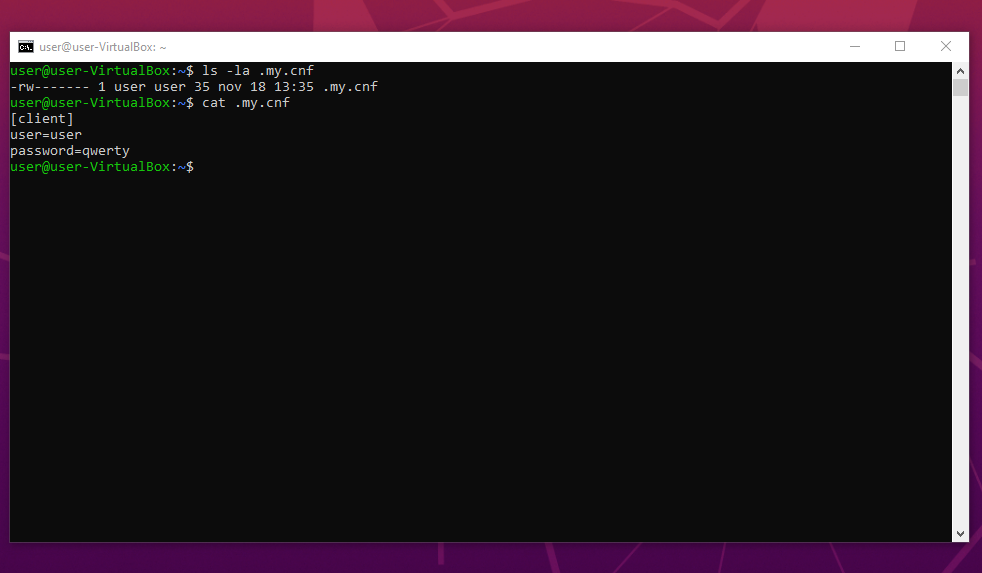 user@user-VirtualBox: ~
user@user-VirtualBox:~$ ls -la .my.cnf
-rw------- 1 user user 35 nov 18 13:35 .my.cnf
user@user-VirtualBox:~$ cat .my.cnf
[client]
user=user
password=qwerty
user@user-VirtualBox:~$